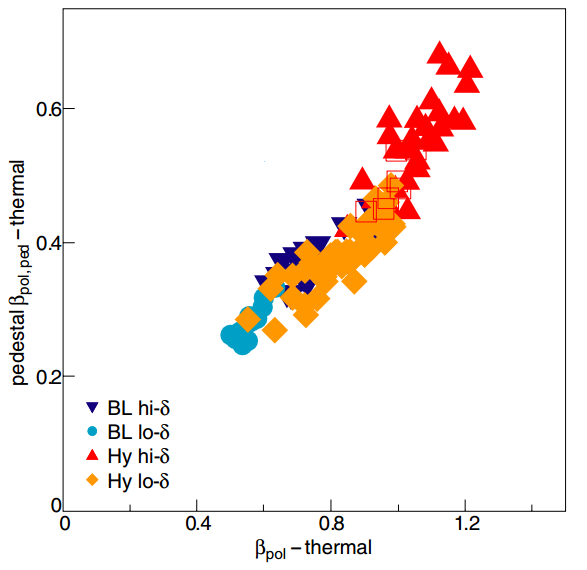 pedestal βpol,ped – thermal
0.6
0.4
0.2
0
BL hi-δ
BL lo-δ
Hy hi-δ
Hy lo-δ
0
0.4
0.8
1.2
βpol – thermal